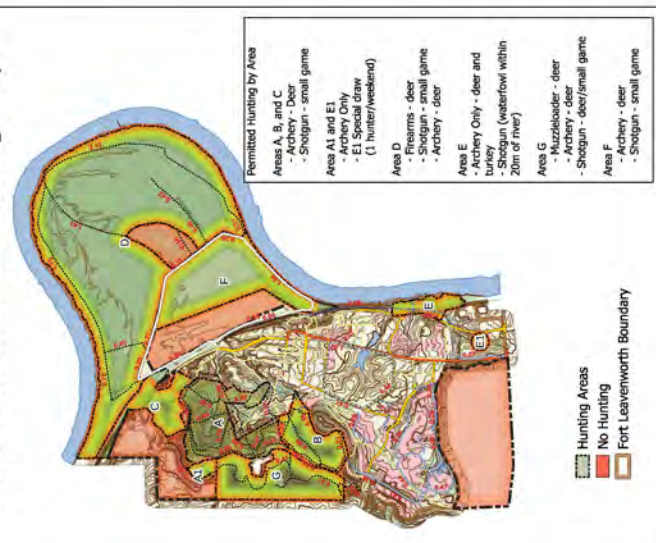 Permitted Hunting by Area
Areas A, B, and C
- Archery - Deer
- Shotgun - small game
Area A1 and E1
- Archery Only
- E1 Special draw
(1 hunter/weekend)
Area D
- Firearms - deer
- Shotgun - small game
- Archery - deer
Area E
- Archery Only - deer and
turkey
- Shotgun (waterfowl within
20m of river)
Area G
- Muzzleloader - deer
- Archery - deer
- Shotgun - deer/small game
Area F
- Archery - deer
- Shotgun - small game
D
F
C
A
A1
B
G
E
E1
Hunting Areas
No Hunting
Fort Leavenworth Boundary